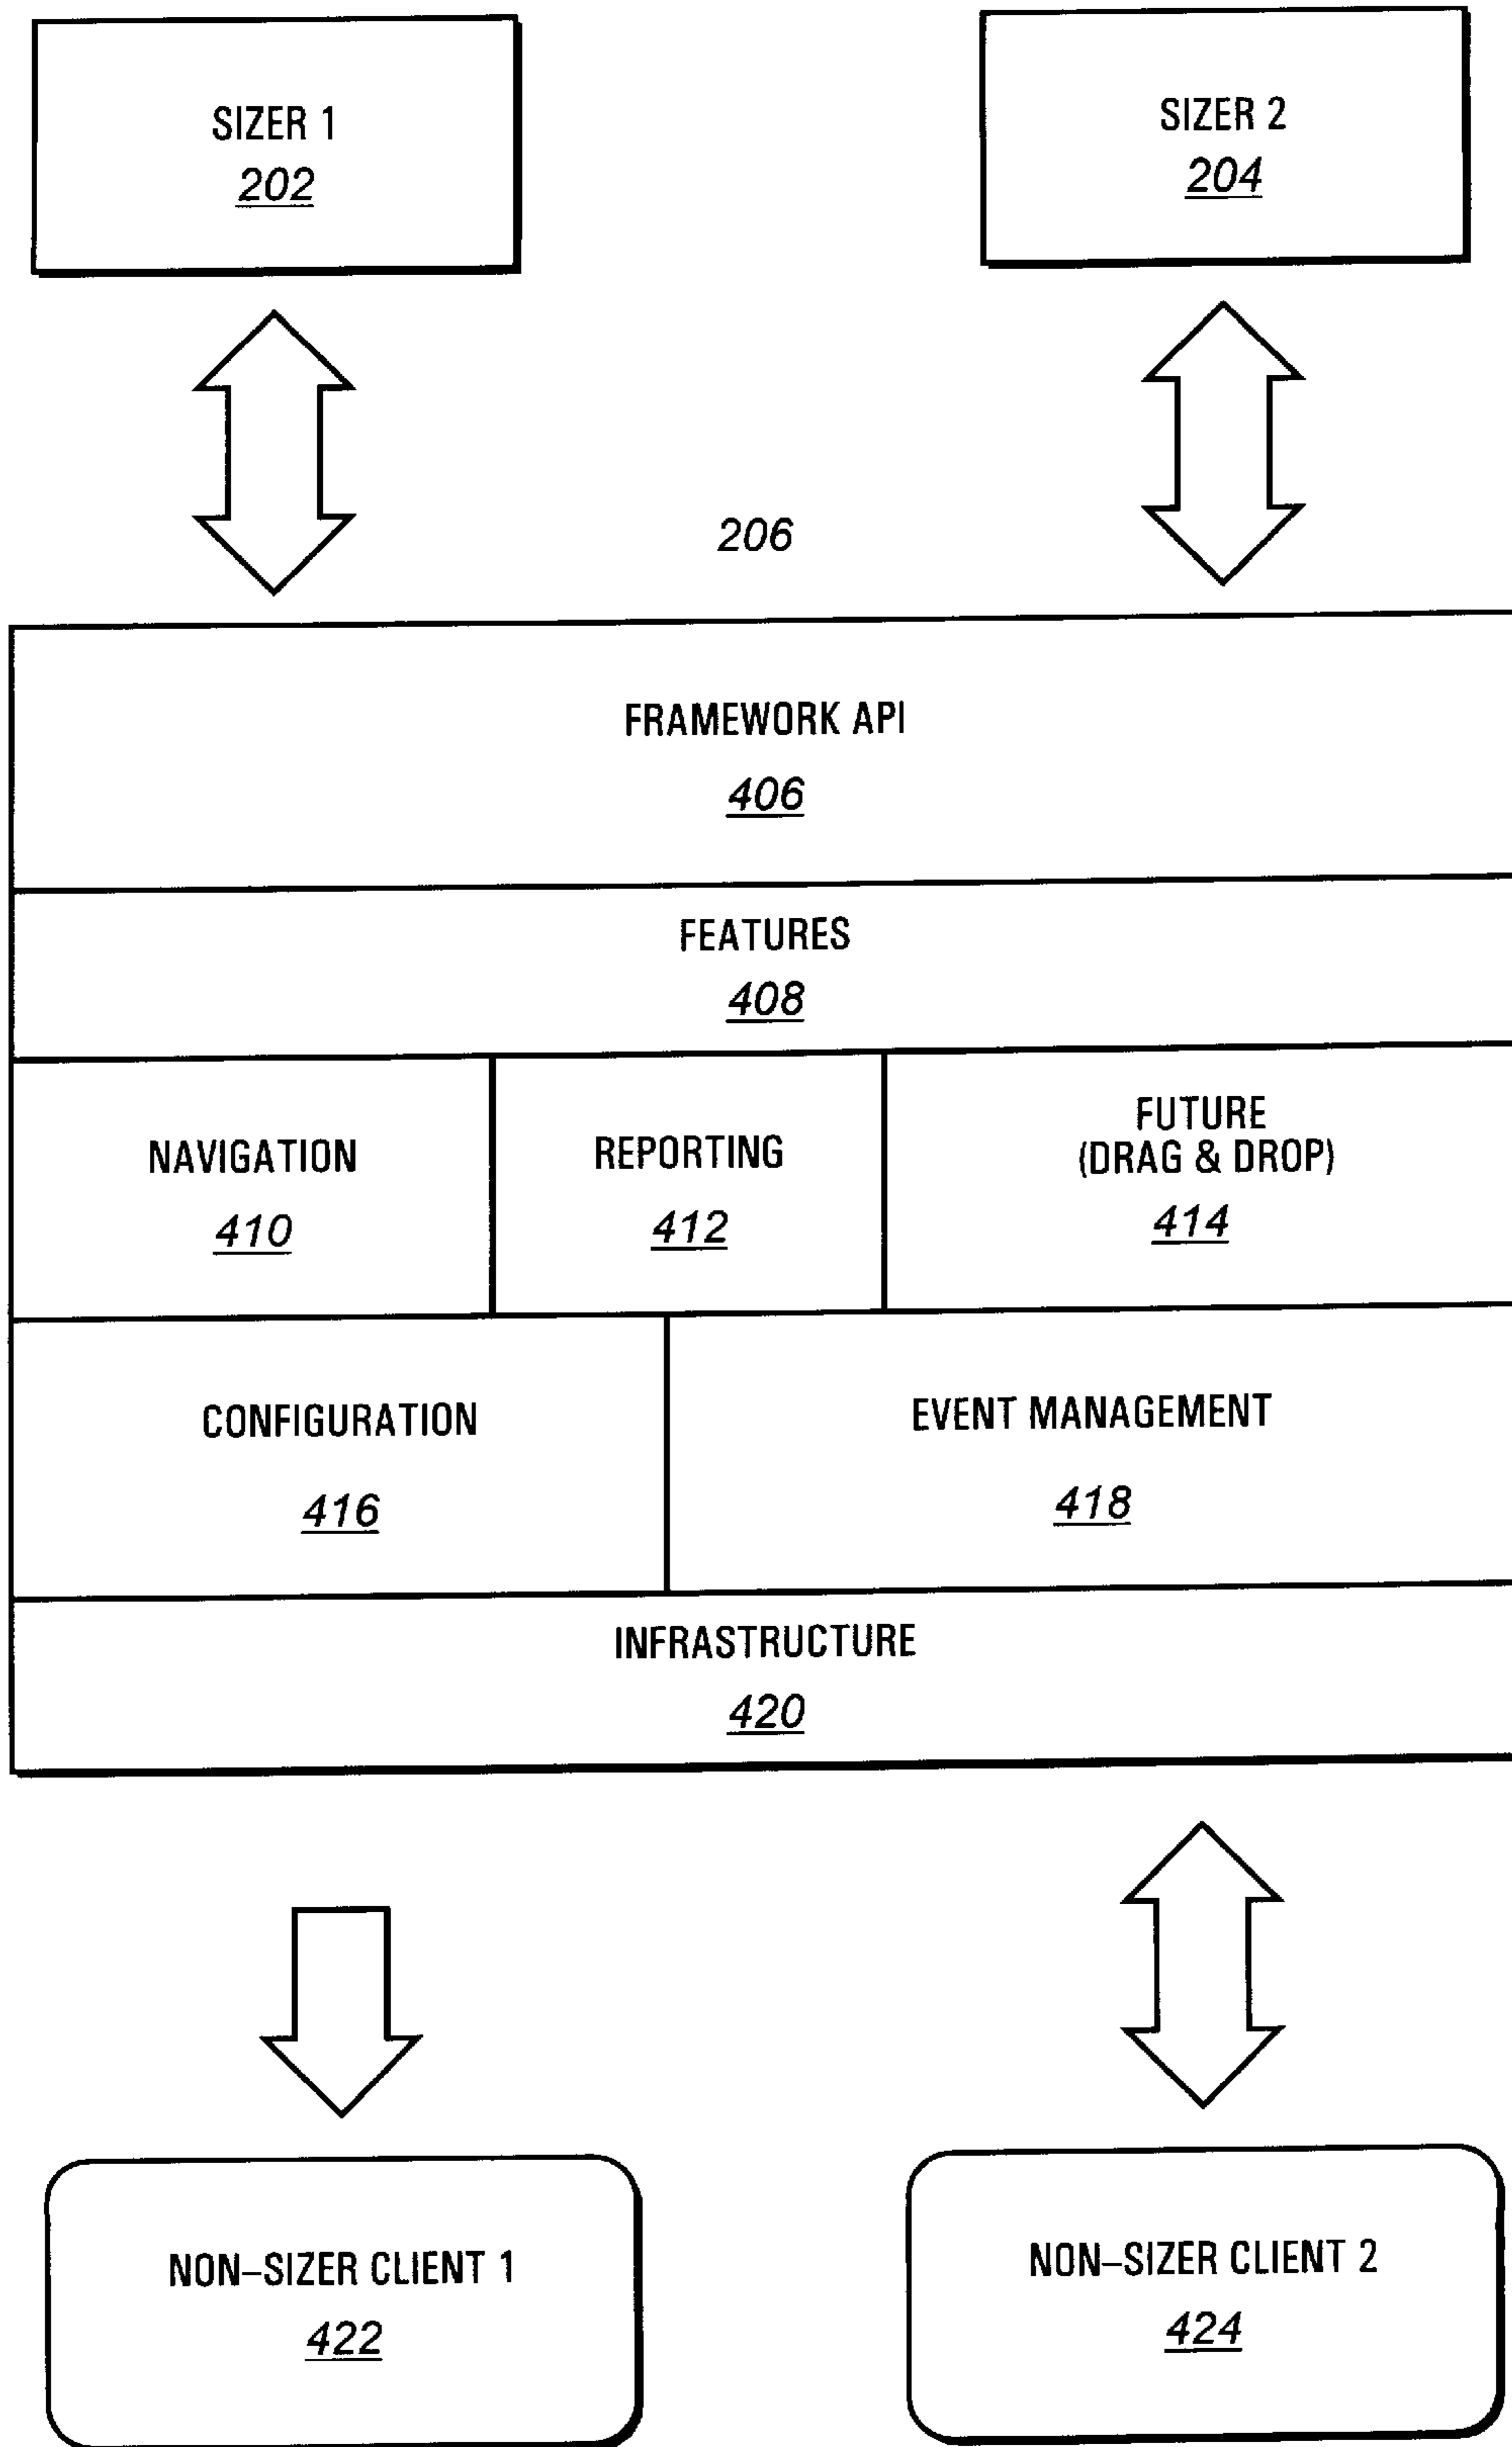 SIZER 1
202
SIZER 2
204
206
FRAMEWORK API
406
FEATURES
408
NAVIGATION
410
REPORTING
412
FUTURE
(DRAG & DROP)
414
CONFIGURATION
416
EVENT MANAGEMENT
418
INFRASTRUCTURE
420
NON–SIZER CLIENT 1
422
NON–SIZER CLIENT 2
424